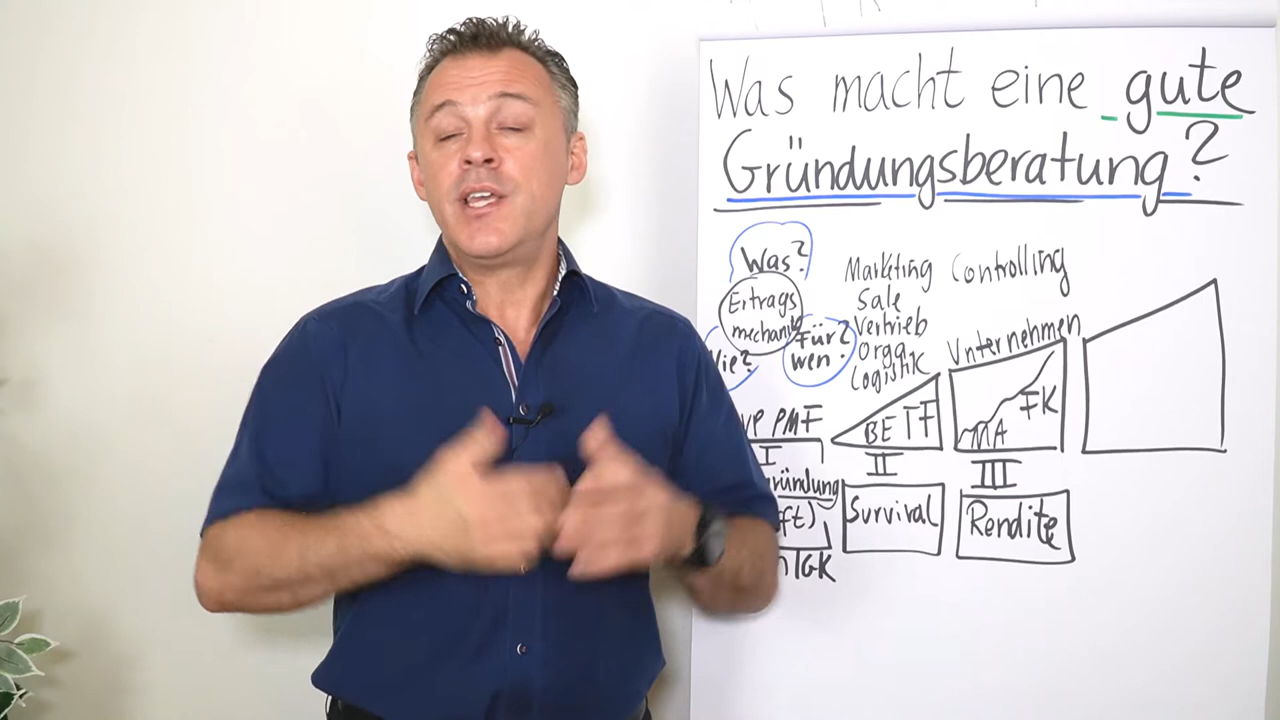 Was macht eine gute
Gründungsberatung?
Was?
Ertrags
mechanik
Für
wen?
Marketing
Sale
Vertrieb
Orga
Logistik
Controlling
Unternehmen
PMF
BE TF
MA FK
I
II
III
Survival
Rendite